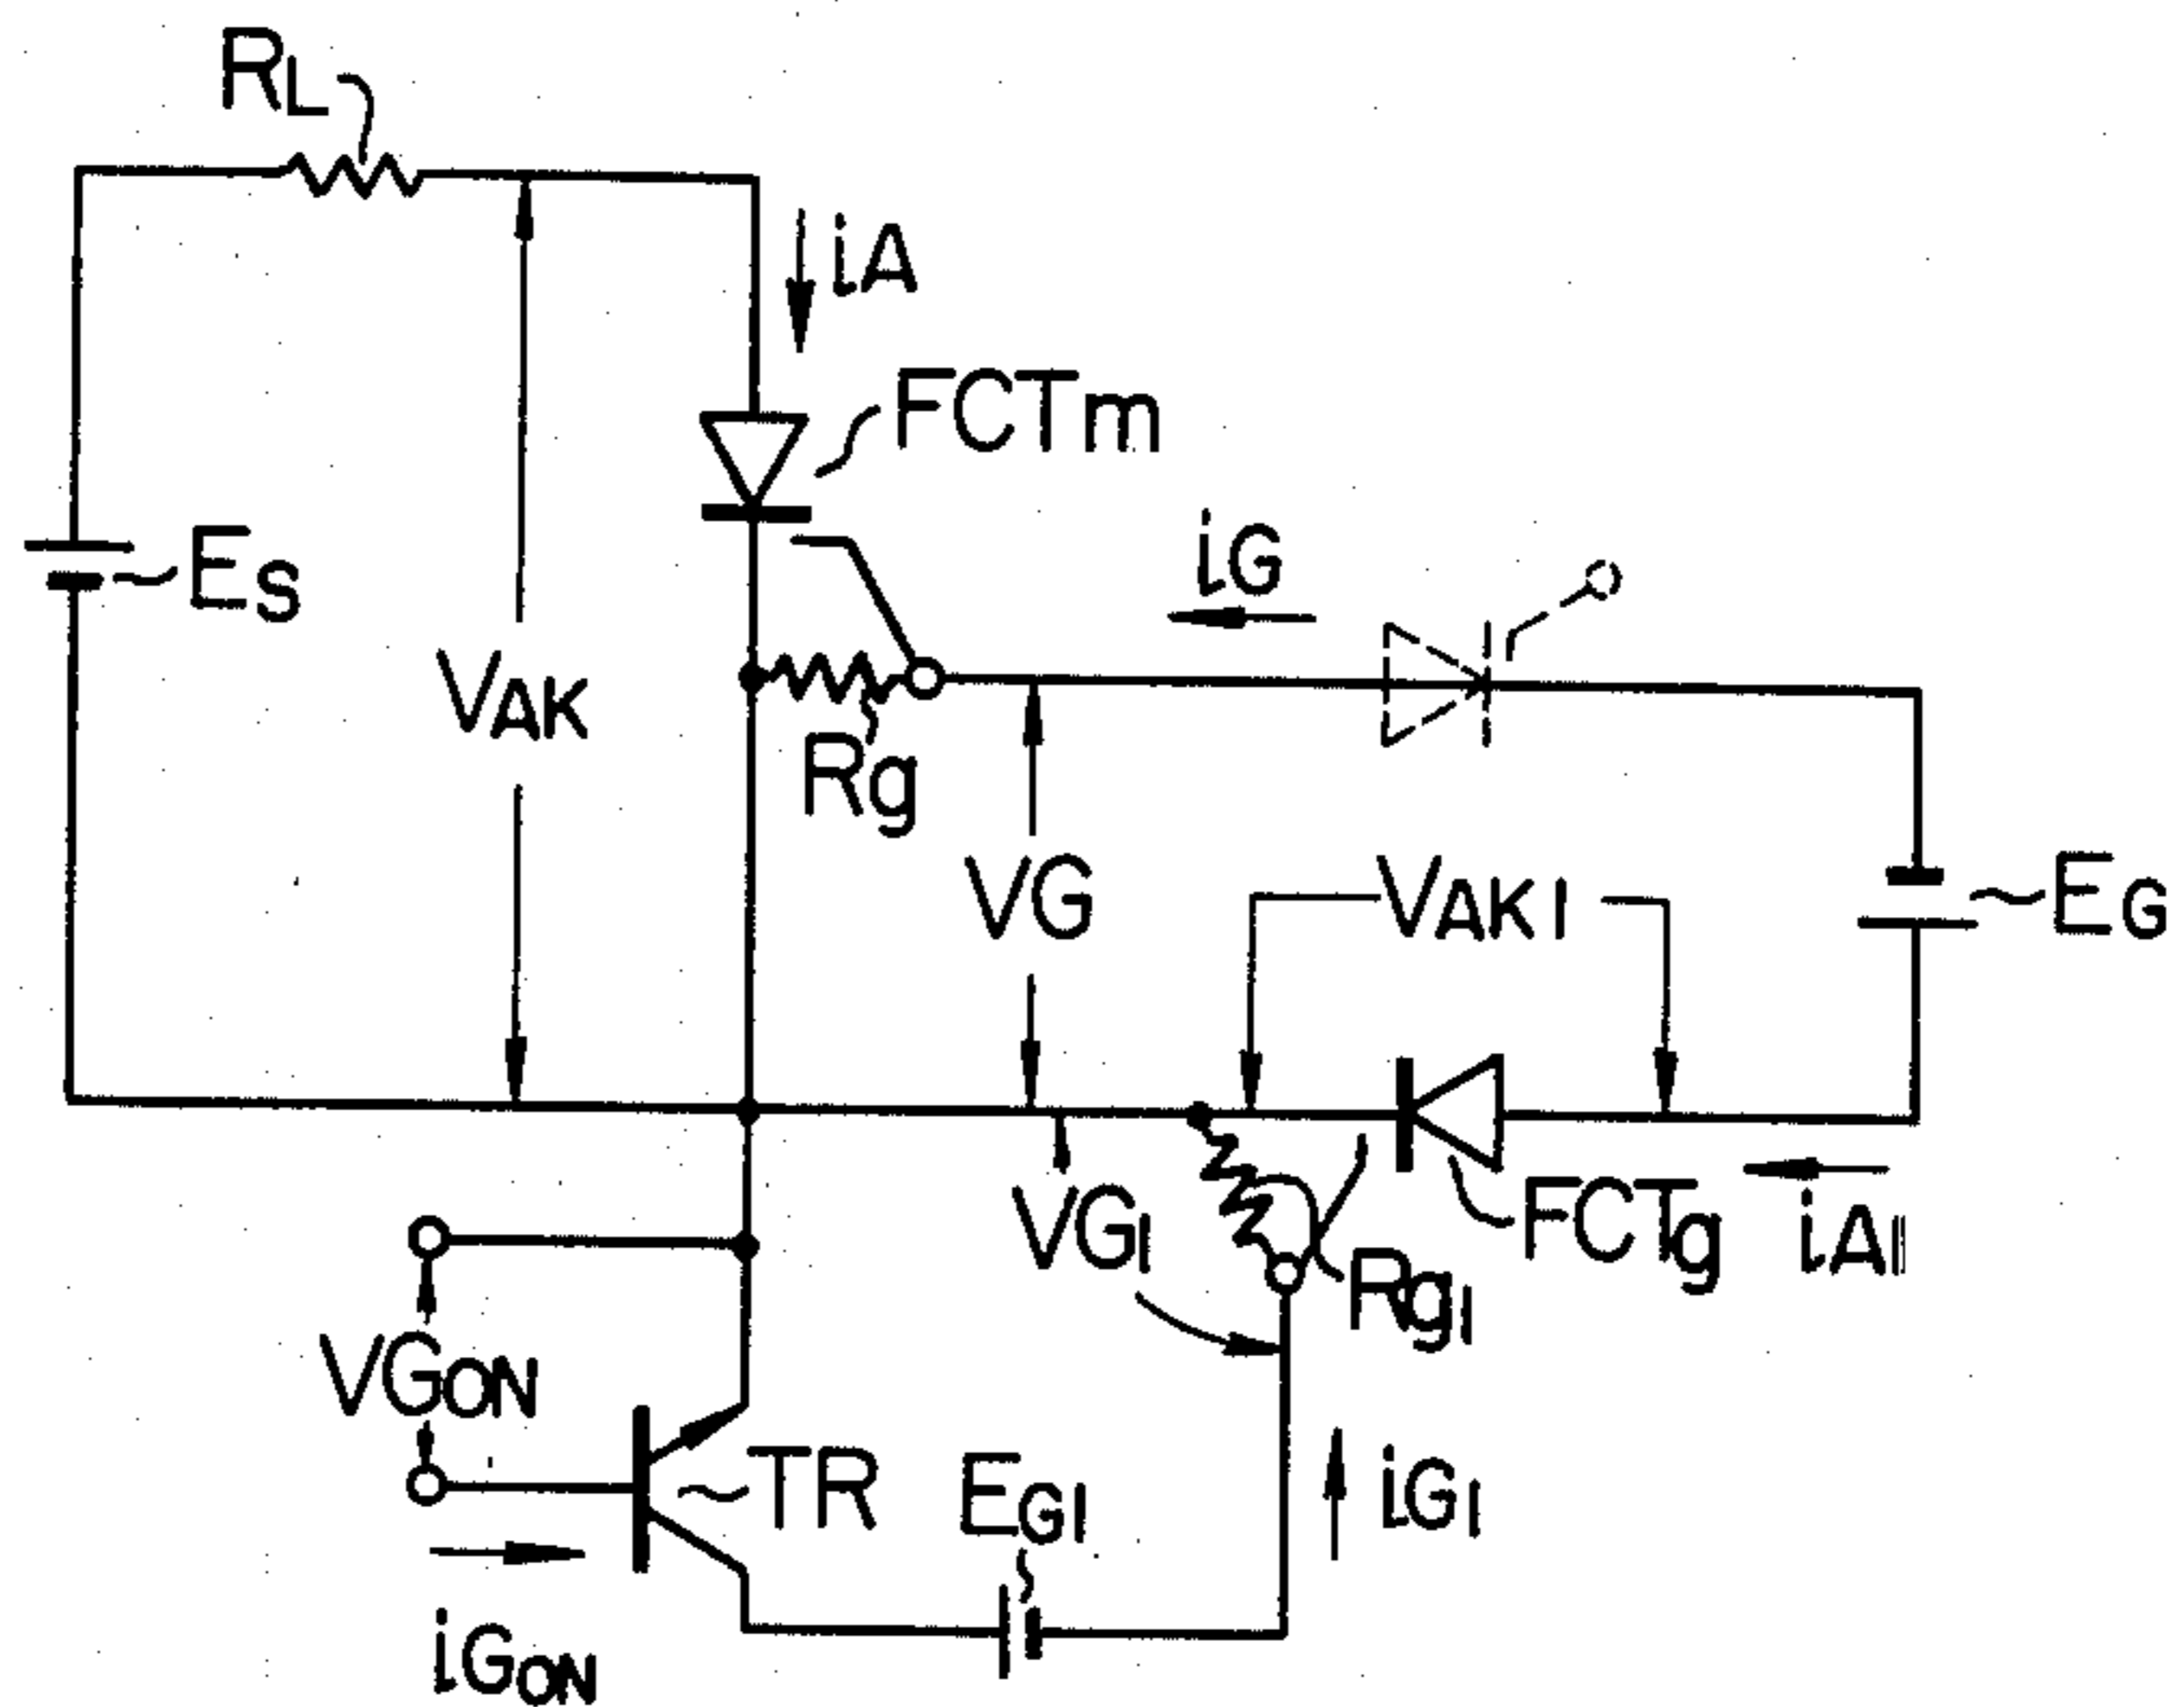 RL
iA
FCTm
ES
iG
VAK
Rg
VG
VAK1
EG
VG1
FCTg
iA1
Rg1
VGON
TR
EG1
iG1
iGON